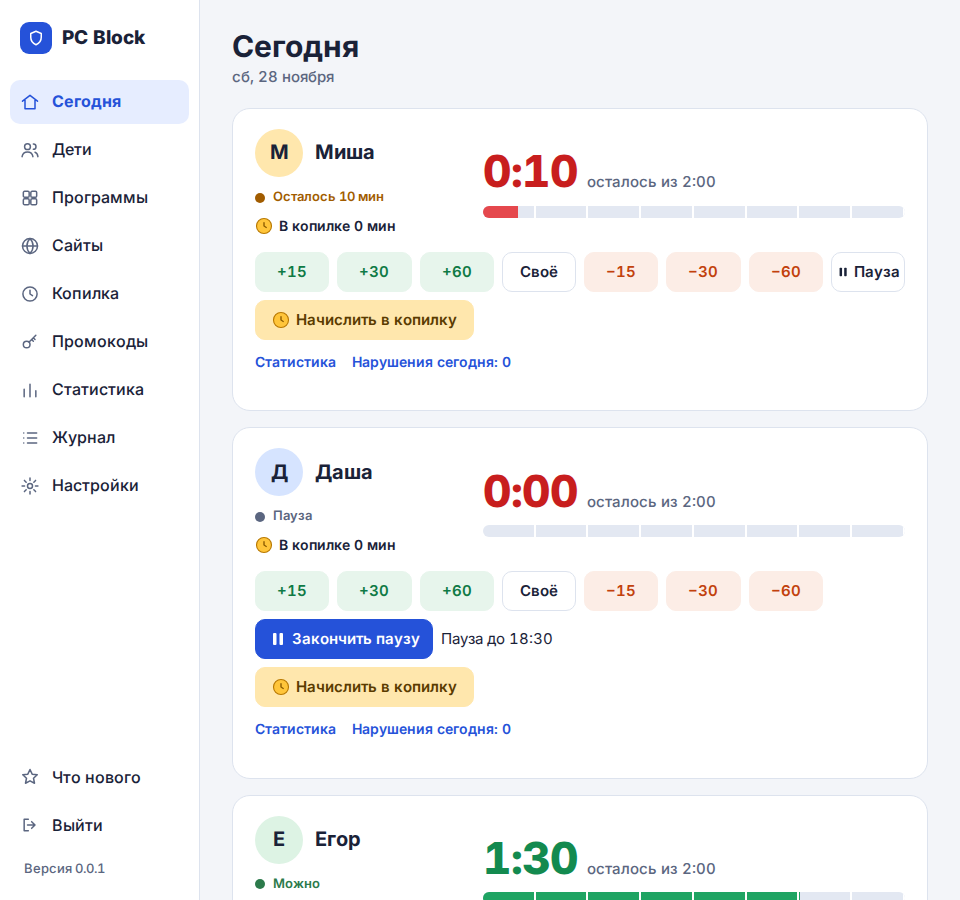 PC Block
Сегодня
Дети
Программы
Сайты
Копилка
Промокоды
Статистика
Журнал
Настройки
Что нового
Выйти
Версия 0.0.1
Сегодня
сб, 28 ноября
М Миша
Осталось 10 мин
В копилке 0 мин
0:10 осталось из 2:00
+15 +30 +60 Своё −15 −30 −60 Пауза
Начислить в копилку
Статистика Нарушения сегодня: 0
Д Даша
Пауза
В копилке 0 мин
0:00 осталось из 2:00
+15 +30 +60 Своё −15 −30 −60
Закончить паузу Пауза до 18:30
Начислить в копилку
Статистика Нарушения сегодня: 0
Е Егор
Можно
1:30 осталось из 2:00